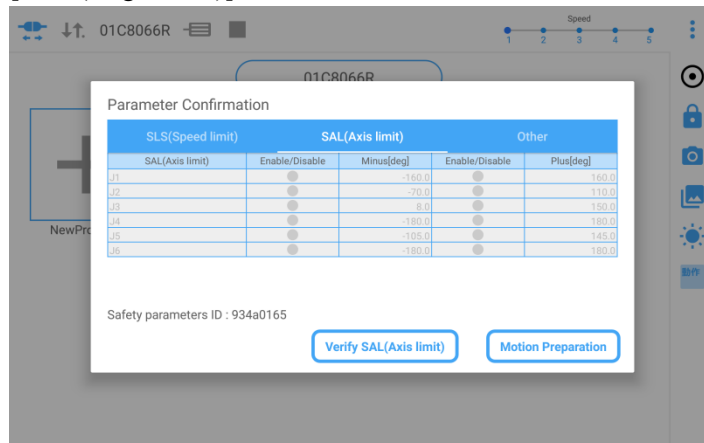 01C8066R
Speed
1 2 3 4 5
01C8066R
Parameter Confirmation
SLS(Speed limit) SAL(Axis limit) Other
SAL(Axis limit) Enable/Disable Minus[deg] Enable/Disable Plus[deg]
J1 -160.0 160.0
J2 -70.0 110.0
J3 8.0 150.0
J4 -180.0 180.0
J5 -105.0 145.0
J6 -180.0 180.0
NewPro
動作
Safety parameters ID : 934a0165
Verify SAL(Axis limit) Motion Preparation